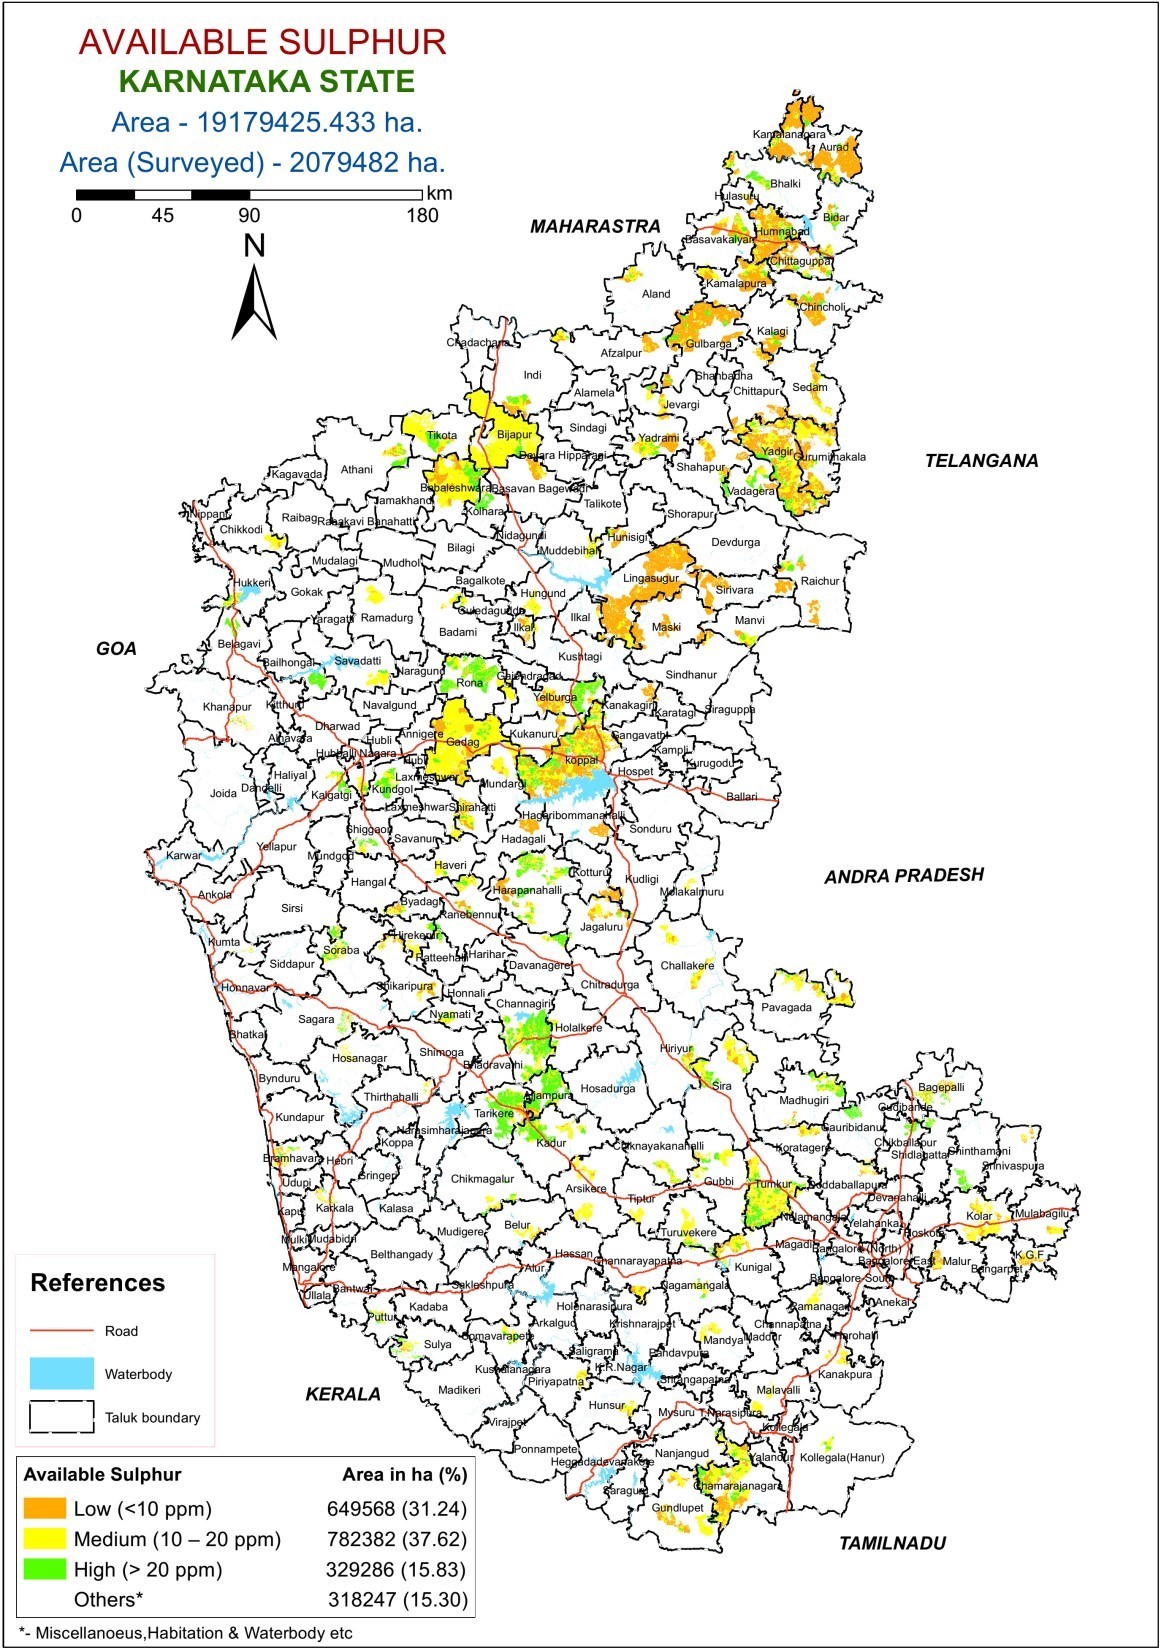 AVAILABLE SULPHUR
KARNATAKA STATE
Area - 19179425.433 ha.
Area (Surveyed) - 2079482 ha.
km
0 45 90 180
N
MAHARASTRA
TELANGANA
GOA
ANDRA PRADESH
KERALA
TAMILNADU
Kamalanagara
Aurad
Bhalki
Hulasuru
Bidar
Humnabad
Basavakalyan
Chittaguppa
Kamalapura
Aland
Chincholi
Kalagi
Gulbarga
Chadachana
Afzalpur
Indi
Shahbadha
Chittapur
Sedam
Alamela
Jevargi
Sindagi
Tikota
Bijapur
Yadrami
Yadgir
Gurumitnakala
Devara Hipparagi
Shahapur
Athani
Kagavada
Babaleshwara
Basavan Bagewadi
Vadagera
Jamakhandi
Talikote
Kolhara
Shorapur
Nippani
Raibag
Rabakavi Banahatti
Chikkodi
Nidagundi
Hunisigi
Devdurga
Bilagi
Muddebihal
Mudalagi
Mudhol
Hukkeri
Bagalkote
Lingasugur
Raichur
Gokak
Hungund
Sirivara
Guledagudda
Yaragatti
Ramadurg
Ilkal
Ilkal
Maski
Manvi
Badami
Belagavi
Bailhongal
Savadatti
Kushtagi
Naragund
Rona
Gajendragad
Sindhanur
Yelburga
Khanapur
Kitthur
Navalgund
Kanakagiri
Karatagi
Siraguppa
Dharwad
Annigere
Kukanuru
Gangavathi
Alnavara
Hubli
Gadag
Kampli
Hubballi Nagara
Hubli
koppal
Kurugodu
Haliyal
Laxmeshwar
Mundargi
Hospet
Joida
Dandelli
Kalgatgi
Kundgol
Ballari
Laxmeshwar
Shirahatti
Hagaribommanahalli
Shiggaon
Savanur
Hadagali
Sonduru
Karwar
Yellapur
Mundgod
Haveri
Kotturu
Kudligi
Hangal
Harapanahalli
Molakalmuru
Ankola
Byadagi
Sirsi
Ranebennur
Jagaluru
Hirekerur
Kumta
Soraba
Ratteehalli
Harihar
Siddapur
Davanagere
Challakere
Honnavar
Shikaripura
Honnali
Chitradurga
Channagiri
Pavagada
Sagara
Nyamati
Holalkere
Bhatkal
Shimoga
Hosanagar
Bhadravathi
Hiriyur
Bynduru
Hosadurga
Sira
Bagepalli
Thirthahalli
Ajjampura
Madhugiri
Gudibande
Kundapur
Tarikere
Narasimharajapura
Gauribidanur
Koppa
Kadur
Chiknayakanahalli
Koratagere
Chikballapur
Shidlagatta
Chinthamani
Bramhavara
Hebri
Srinivaspura
Sringeri
Chikmagalur
Gubbi
Tumkur
Doddaballapura
Udupi
Arsikere
Tiptur
Devanahalli
Kapu
Karkala
Kalasa
Nelamangala
Yelahanka
Kolar
Mulabagilu
Belur
Mudigere
Turuvekere
Hoskote
Mulki
Mudabidri
Magadi
Bangalore (North)
Belthangady
Hassan
Channarayapatna
Bangalore East
Malur
K.G.F
Mangalore
Alur
Kunigal
Bangarpet
Bantwal
Sakleshpura
Nagamangala
Bangalore South
Ullala
Kadaba
Holenarasipura
Ramanagar
Anekal
Puttur
Arkalgud
Krishnarajpet
Channapatna
Sulya
Somavarapete
Mandya
Maddur
Harohalli
Saligrama
Pandavpura
Kushalanagara
K.R.Nagar
Kanakpura
Piriyapatna
Srirangapatna
Madikeri
Malavalli
Hunsur
Mysuru
T.Narasipura
Virajpet
Kollegala
Ponnampete
Nanjangud
Yalandur
Kollegala(Hanur)
Heggadadevanakote
Saragur
Chamarajanagara
Gundlupet
References
Road
Waterbody
Taluk boundary
Available Sulphur Area in ha (%)
Low (<10 ppm) 649568 (31.24)
Medium (10 – 20 ppm) 782382 (37.62)
High (> 20 ppm) 329286 (15.83)
Others* 318247 (15.30)
*- Miscellanoeus,Habitation & Waterbody etc